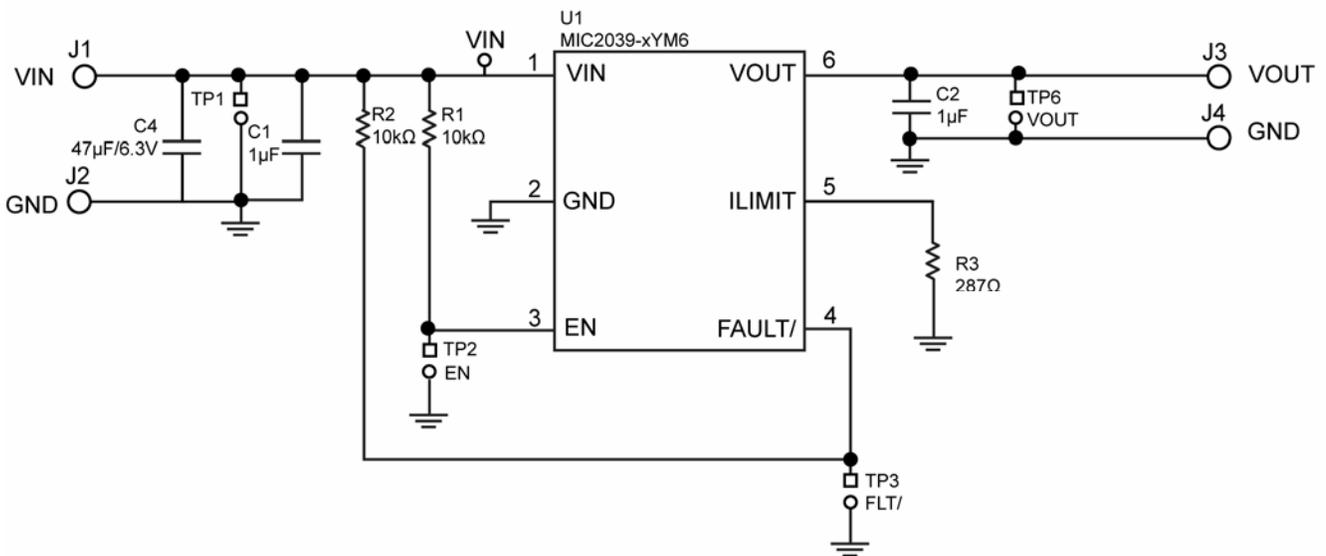 U1
MIC2039-xYM6
J1
VIN
VIN
1
VIN
VOUT
6
J3
VOUT
TP1
C4
47µF/6.3V
C1
1µF
R2
10kΩ
R1
10kΩ
C2
1µF
TP6
VOUT
J4
GND
J2
GND
2
GND
ILIMIT
5
R3
287Ω
3
EN
FAULT/
4
TP2
EN
TP3
FLT/